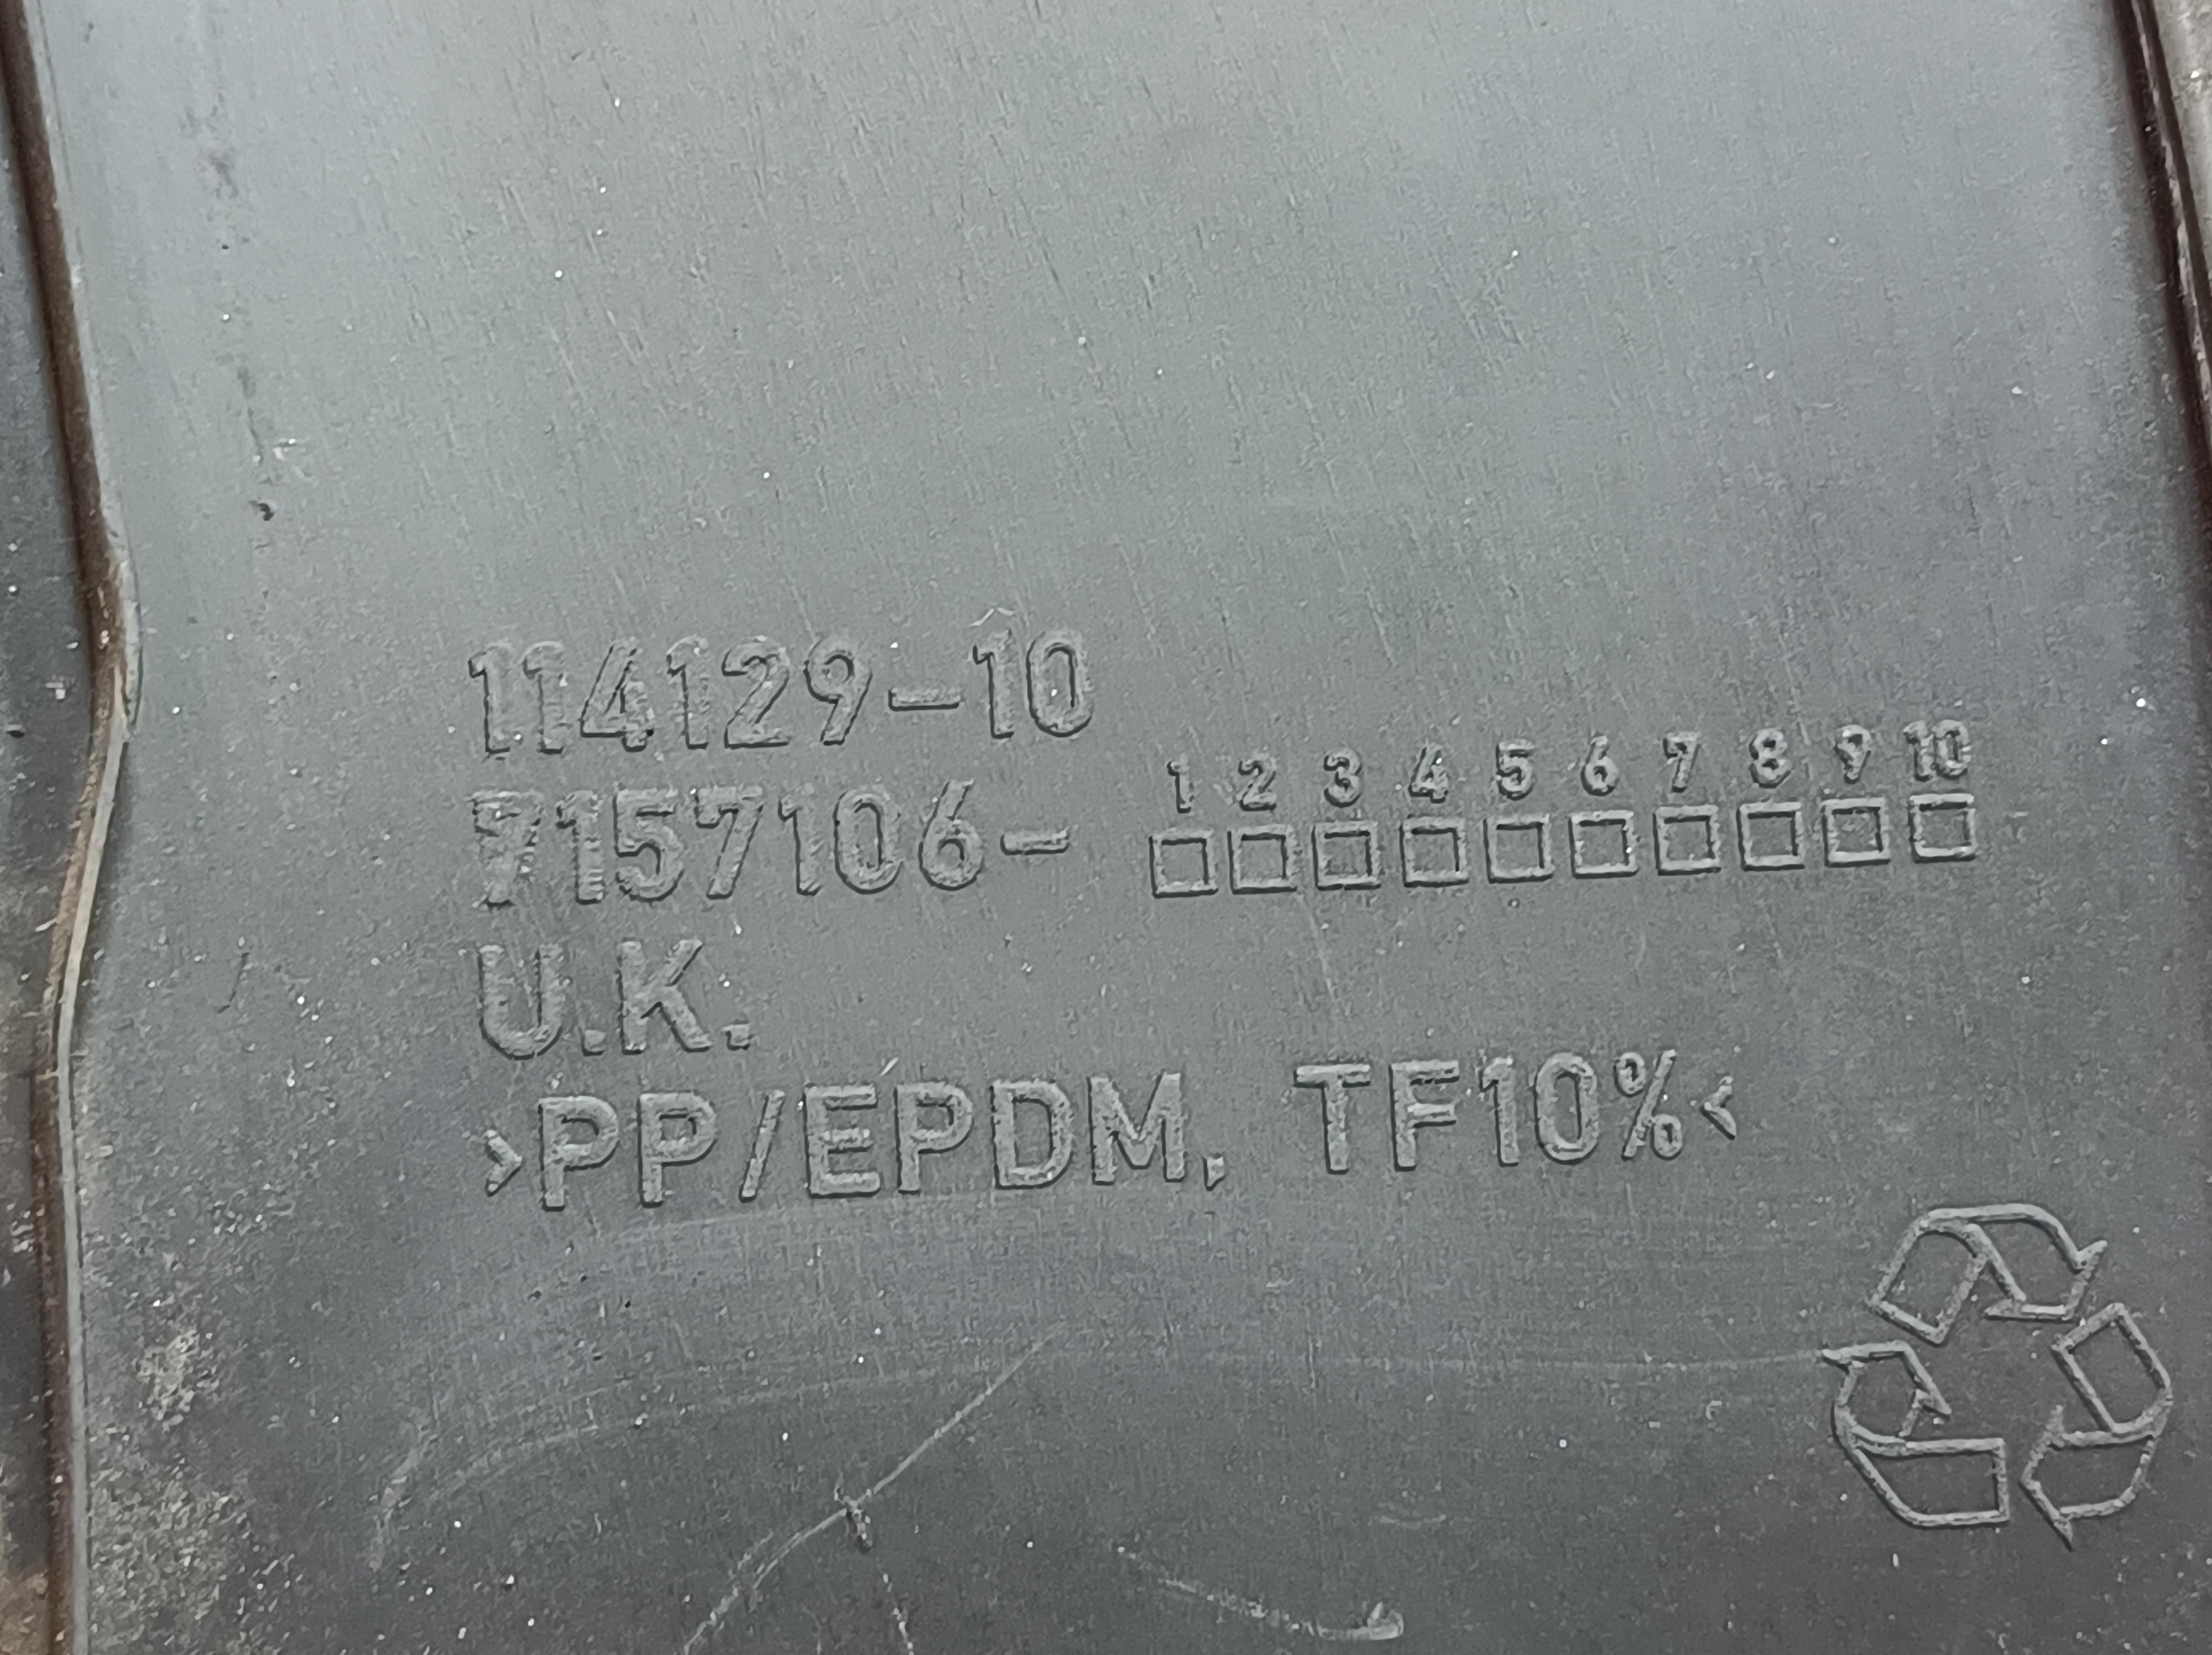 114129-10
7157106-
1 2 3 4 5 6 7 8 9 10
U.K.
>PP/EPDM, TF10%<